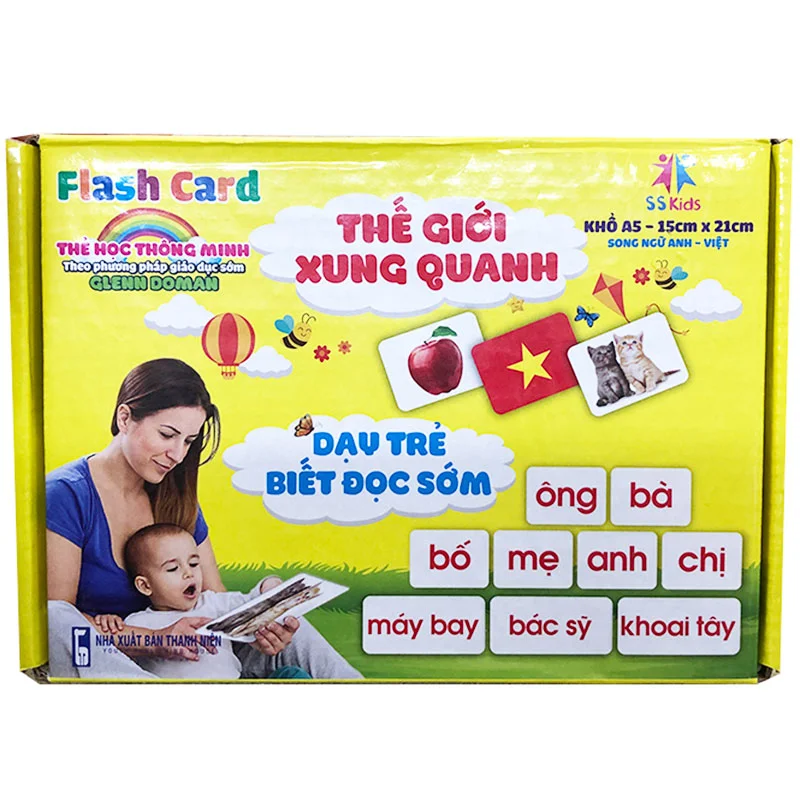 Flash Card
THẺ HỌC THÔNG MINH
Theo phương pháp giáo dục sớm
GLENN DOMAN
THẾ GIỚI
XUNG QUANH
SS Kids
KHỔ A5 – 15cm x 21cm
SONG NGỮ ANH – VIỆT
DẠY TRẺ
BIẾT ĐỌC SỚM
ông bà
bố mẹ anh chị
máy bay bác sỹ khoai tây
NHÀ XUẤT BẢN THANH NIÊN